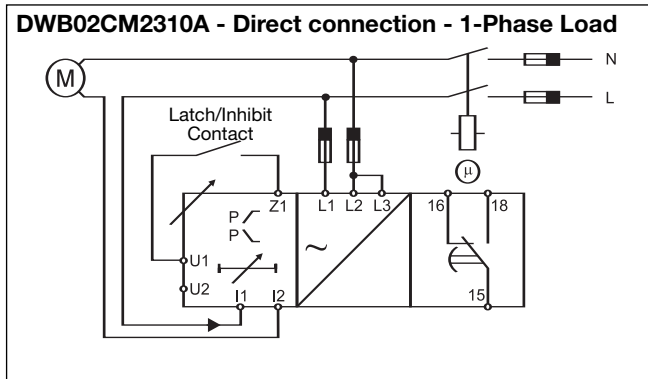 DWB02CM2310A - Direct connection - 1-Phase Load
N
M
L
Latch/Inhibit
Contact
μ
Z1 L1 L2 L3 16 18
P
P
~
U1
U2 I1 I2 15